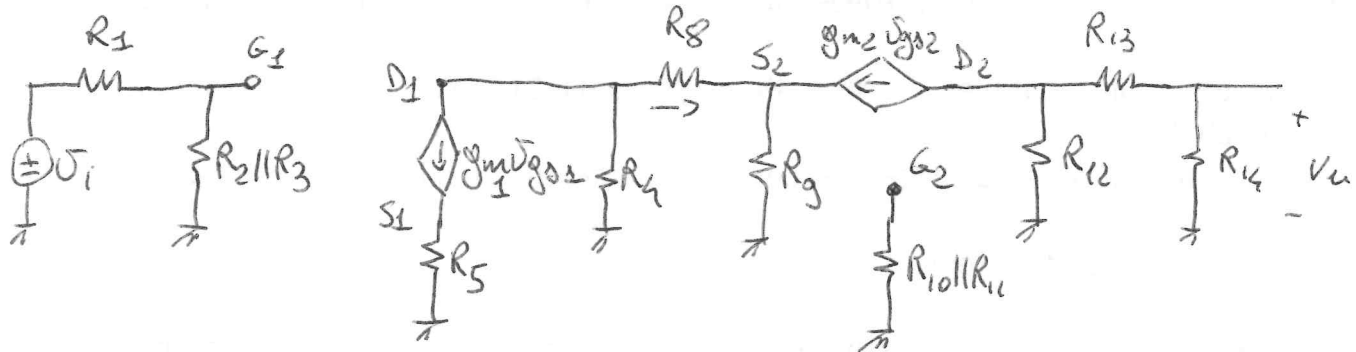 R1
G1
± vi
R2||R3
D1
gm1 vgs1
S1
R5
R4
R8
->
S2
R9
gm2 vgs2
D2
G2
R10||R11
R12
R13
R14
+
Vu
-